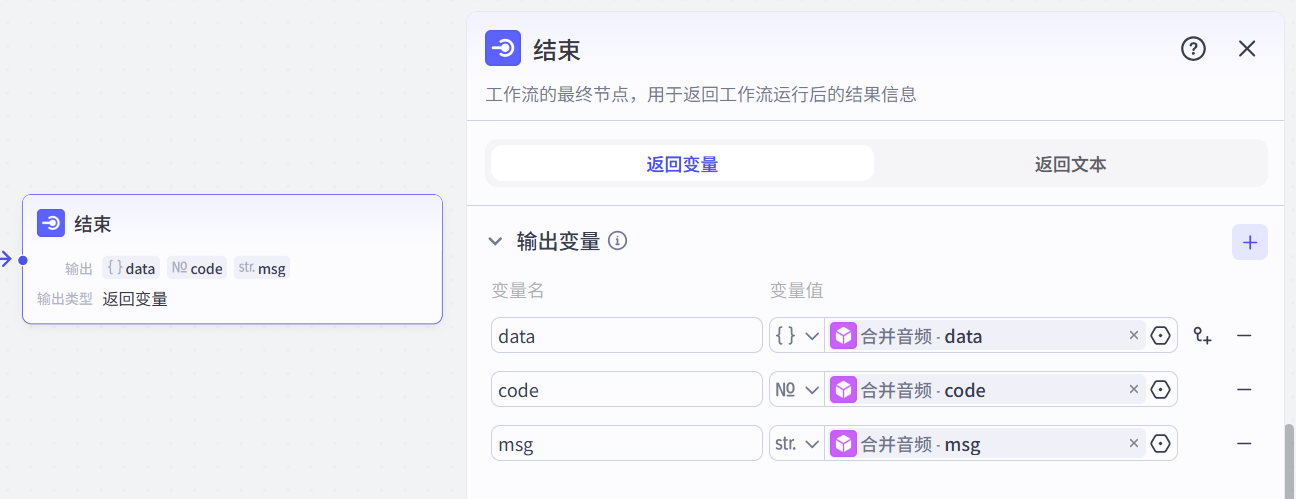 结束
输出 { } data № code str. msg
输出类型 返回变量
结束
工作流的最终节点，用于返回工作流运行后的结果信息
返回变量 返回文本
输出变量
变量名 变量值
data { } 合并音频 · data
code № 合并音频 · code
msg str. 合并音频 · msg